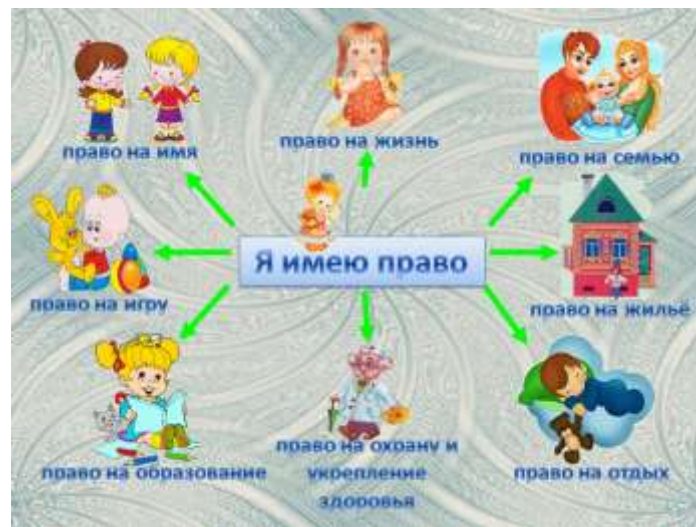 право на имя
право на жизнь
право на семью
Я имею право
право на игру
право на жильё
право на образование
право на охрану и
укрепление
здоровья
право на отдых